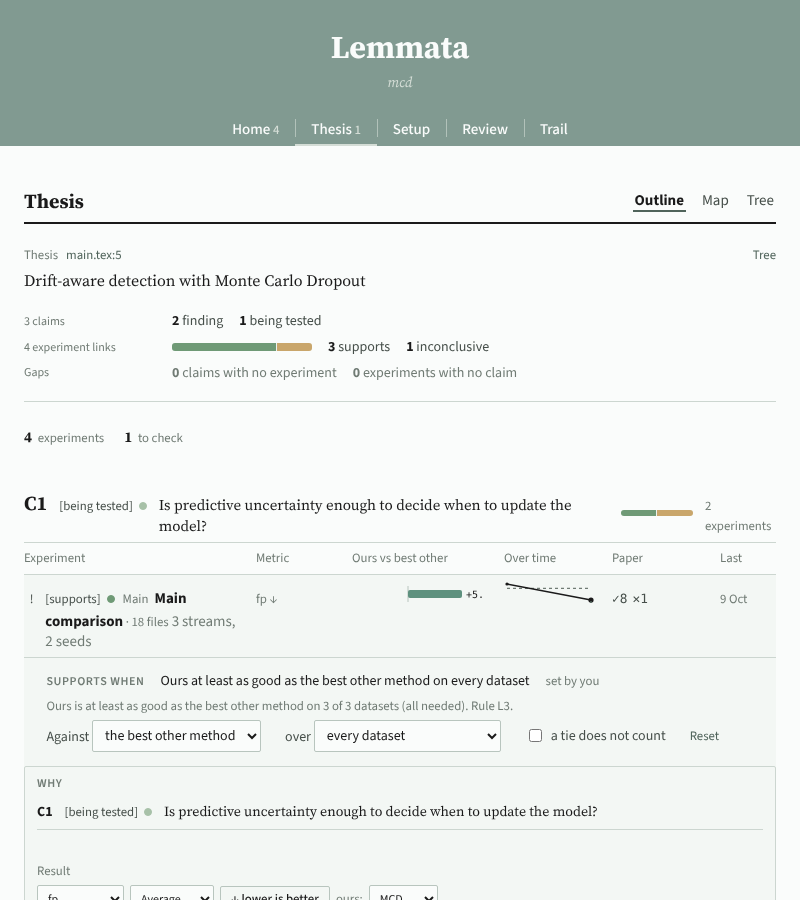 Lemmata
mcd
Home 4 Thesis 1 Setup Review Trail
Thesis Outline Map Tree
Thesis main.tex:5 Tree
Drift-aware detection with Monte Carlo Dropout
3 claims 2 finding 1 being tested
4 experiment links 3 supports 1 inconclusive
Gaps 0 claims with no experiment 0 experiments with no claim
4 experiments 1 to check
C1 [being tested] Is predictive uncertainty enough to decide when to update the 2
model? experiments
Experiment Metric Ours vs best other Over time Paper Last
! [supports] Main Main fp ↓ +5. ✓8 ×1 9 Oct
comparison · 18 files 3 streams,
2 seeds
SUPPORTS WHEN Ours at least as good as the best other method on every dataset set by you
Ours is at least as good as the best other method on 3 of 3 datasets (all needed). Rule L3.
Against the best other method over every dataset a tie does not count Reset
WHY
C1 [being tested] Is predictive uncertainty enough to decide when to update the model?
Result
fp Average ↓ lower is better ours: MCD